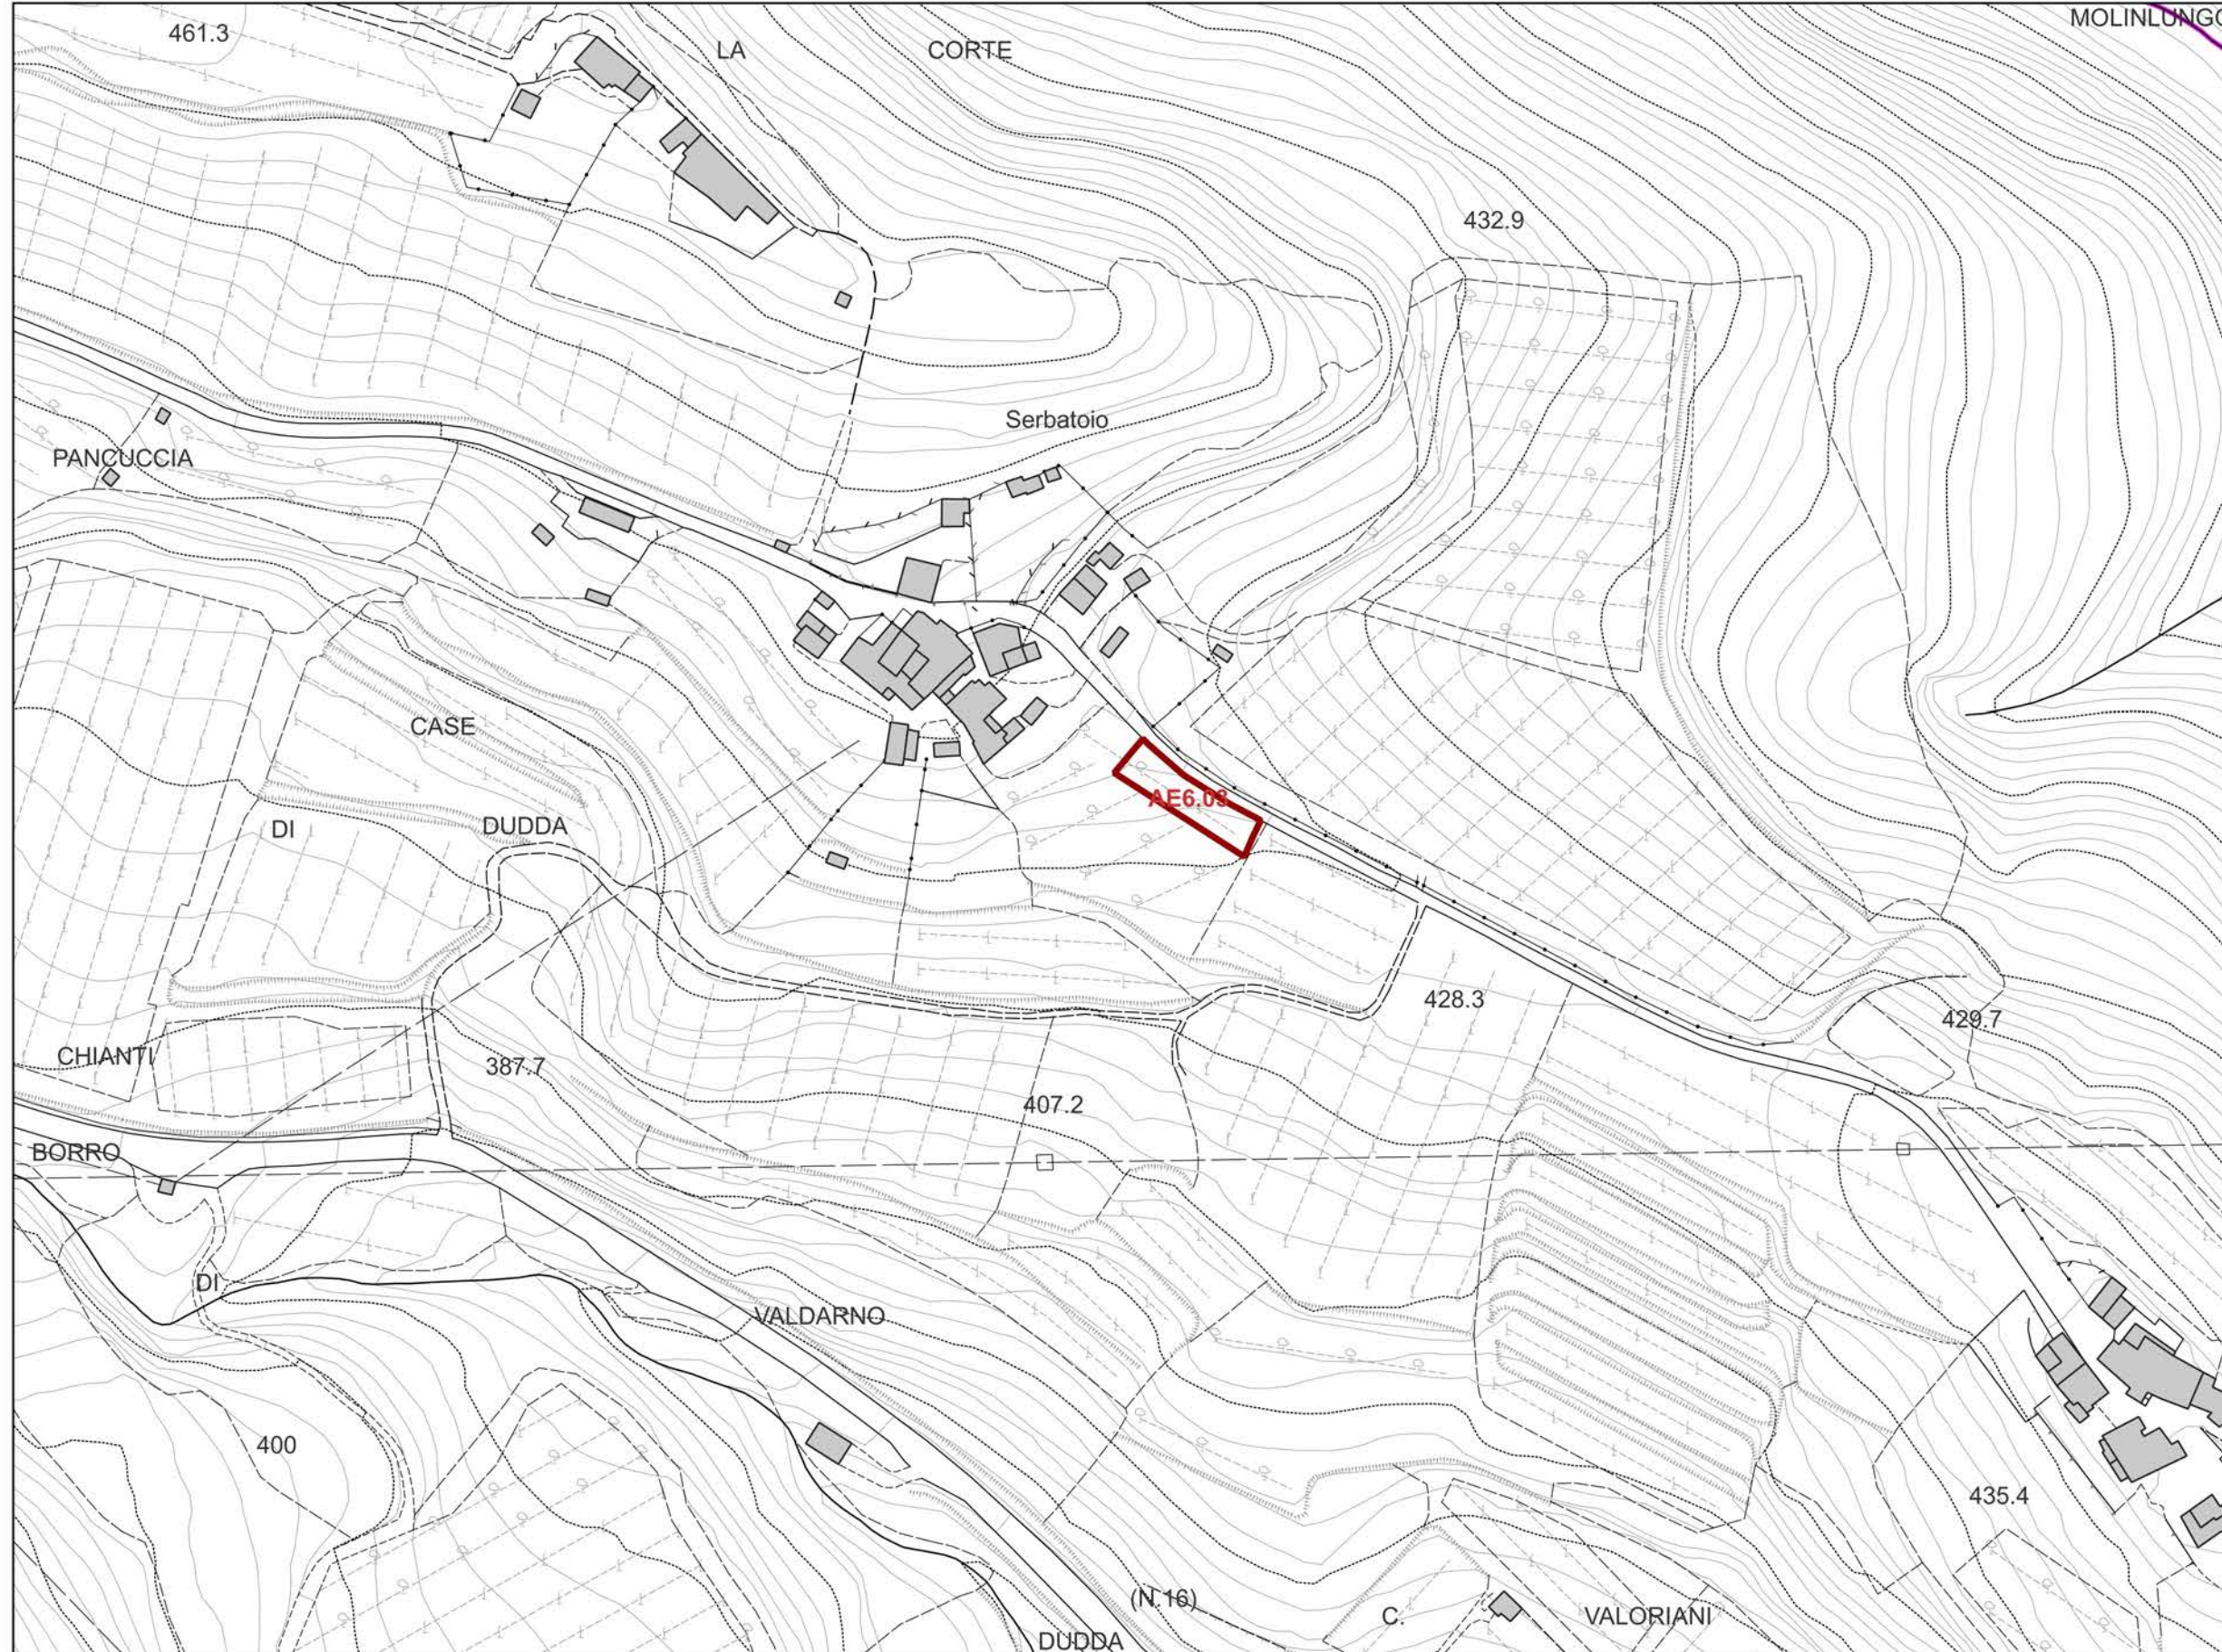 MOLINLUNGO
461.3
LA CORTE
432.9
Serbatoio
PANCUCCIA
CASE
AE6.03
DI DUDDA
428.3
429.7
CHIANTI
387.7
407.2
BORRO
DI
VALDARNO
400
435.4
(N.16)
C. VALORIANI
DUDDA